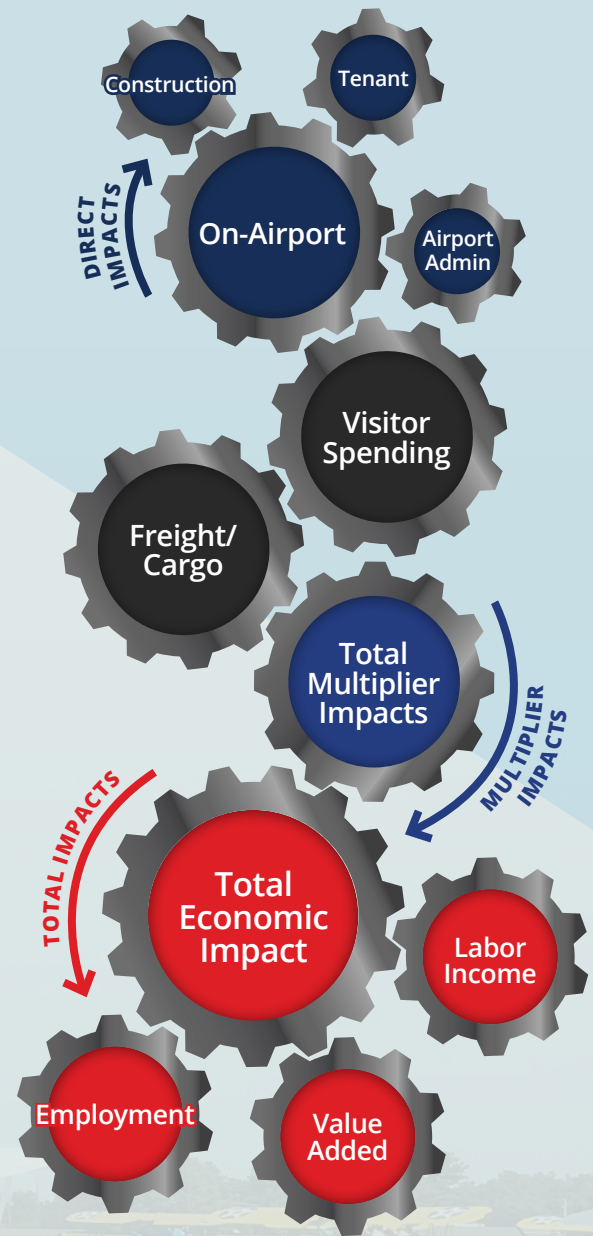 Construction
Tenant
DIRECT
IMPACTS
On-Airport
Airport
Admin
Visitor
Spending
Freight/
Cargo
Total
Multiplier
Impacts
MULTIPLIER
IMPACTS
TOTAL IMPACTS
Total
Economic
Impact
Labor
Income
Employment
Value
Added